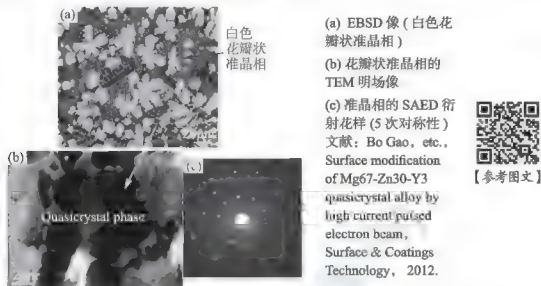 (a)
白色
花瓣状
准晶相
(b)
Quasicrystal phase
(c)
(a) EBSD 像 ( 白色花
瓣状准晶相 )
(b) 花瓣状准晶相的
TEM 明场像
(c) 准晶相的 SAED 衍
射花样 (5 次对称性 )
文献：Bo Gao，etc.，
Surface modification
of Mg67-Zn30-Y3
quasicrystal alloy by
high current pulsed
electron beam，
Surface & Coatings
Technology， 2012.
【参考图文】